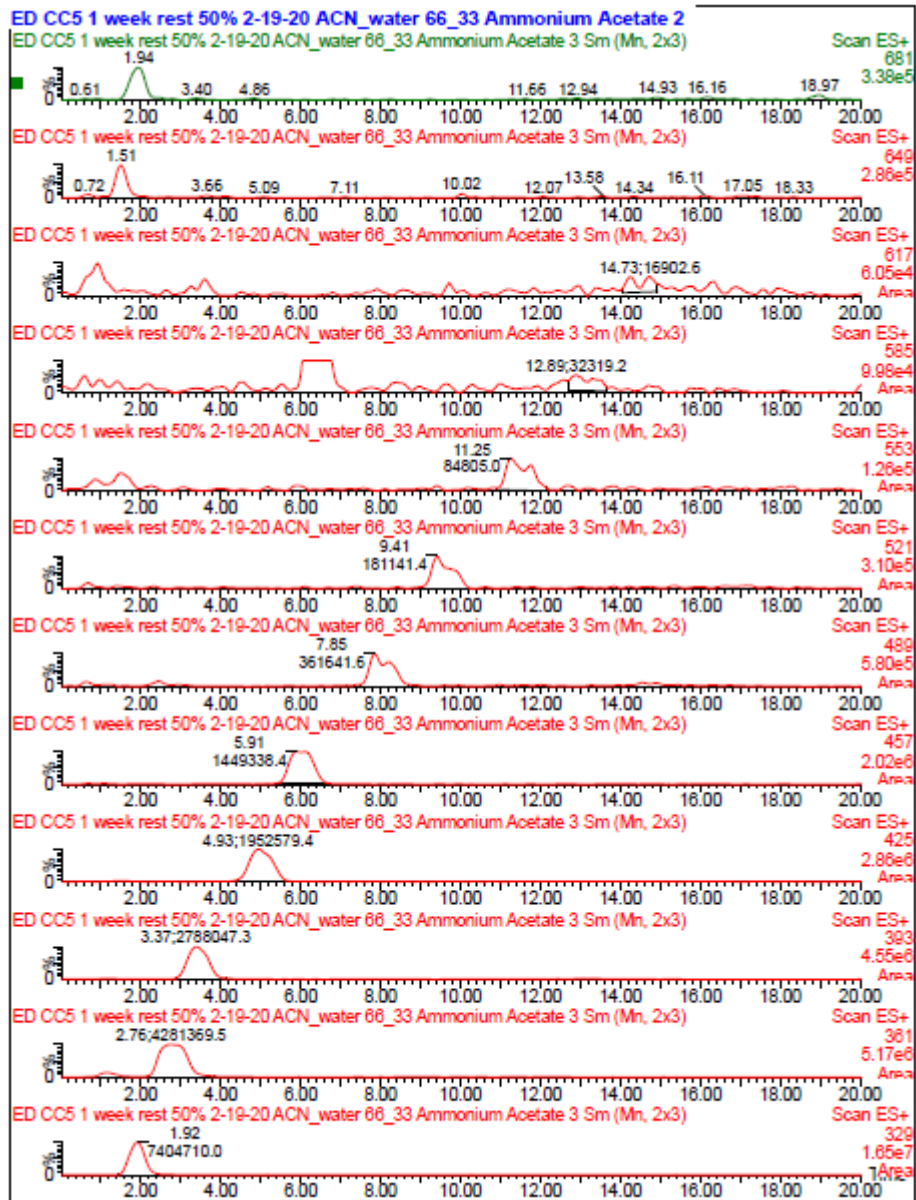 ED CC5 1 week rest 50% 2-19-20 ACN_water 66_33 Ammonium Acetate 2
ED CC5 1 week rest 50% 2-19-20 ACN_water 66_33 Ammonium Acetate 3 Sm (Mn, 2x3) Scan ES+
1.94 681
3.38e5
% 0.61 3.40 4.86 11.66 12.94 14.93 16.16 18.97
0
2.00 4.00 6.00 8.00 10.00 12.00 14.00 16.00 18.00 20.00
ED CC5 1 week rest 50% 2-19-20 ACN_water 66_33 Ammonium Acetate 3 Sm (Mn, 2x3) Scan ES+
1.51 649
2.86e5
% 0.72 3.66 5.09 7.11 10.02 12.07 13.58 14.34 16.11 17.05 18.33
0
2.00 4.00 6.00 8.00 10.00 12.00 14.00 16.00 18.00 20.00
ED CC5 1 week rest 50% 2-19-20 ACN_water 66_33 Ammonium Acetate 3 Sm (Mn, 2x3) Scan ES+
617
14.73;16902.6 6.05e4
% Area
0
2.00 4.00 6.00 8.00 10.00 12.00 14.00 16.00 18.00 20.00
ED CC5 1 week rest 50% 2-19-20 ACN_water 66_33 Ammonium Acetate 3 Sm (Mn, 2x3) Scan ES+
585
12.89;32319.2 9.98e4
% Area
0
2.00 4.00 6.00 8.00 10.00 12.00 14.00 16.00 18.00 20.00
ED CC5 1 week rest 50% 2-19-20 ACN_water 66_33 Ammonium Acetate 3 Sm (Mn, 2x3) Scan ES+
11.25 553
84805.0 1.26e5
% Area
0
2.00 4.00 6.00 8.00 10.00 12.00 14.00 16.00 18.00 20.00
ED CC5 1 week rest 50% 2-19-20 ACN_water 66_33 Ammonium Acetate 3 Sm (Mn, 2x3) Scan ES+
9.41 521
181141.4 3.10e5
% Area
0
2.00 4.00 6.00 8.00 10.00 12.00 14.00 16.00 18.00 20.00
ED CC5 1 week rest 50% 2-19-20 ACN_water 66_33 Ammonium Acetate 3 Sm (Mn, 2x3) Scan ES+
7.85 489
361641.6 5.80e5
% Area
0
2.00 4.00 6.00 8.00 10.00 12.00 14.00 16.00 18.00 20.00
ED CC5 1 week rest 50% 2-19-20 ACN_water 66_33 Ammonium Acetate 3 Sm (Mn, 2x3) Scan ES+
5.91 457
1449338.4 2.02e6
% Area
0
2.00 4.00 6.00 8.00 10.00 12.00 14.00 16.00 18.00 20.00
ED CC5 1 week rest 50% 2-19-20 ACN_water 66_33 Ammonium Acetate 3 Sm (Mn, 2x3) Scan ES+
4.93;1952579.4 425
2.86e6
% Area
0
2.00 4.00 6.00 8.00 10.00 12.00 14.00 16.00 18.00 20.00
ED CC5 1 week rest 50% 2-19-20 ACN_water 66_33 Ammonium Acetate 3 Sm (Mn, 2x3) Scan ES+
3.37;2788047.3 393
4.55e6
% Area
0
2.00 4.00 6.00 8.00 10.00 12.00 14.00 16.00 18.00 20.00
ED CC5 1 week rest 50% 2-19-20 ACN_water 66_33 Ammonium Acetate 3 Sm (Mn, 2x3) Scan ES+
2.76;4281369.5 361
5.17e6
% Area
0
2.00 4.00 6.00 8.00 10.00 12.00 14.00 16.00 18.00 20.00
ED CC5 1 week rest 50% 2-19-20 ACN_water 66_33 Ammonium Acetate 3 Sm (Mn, 2x3) Scan ES+
1.92 329
7404710.0 1.65e7
% Area
0
2.00 4.00 6.00 8.00 10.00 12.00 14.00 16.00 18.00 20.00